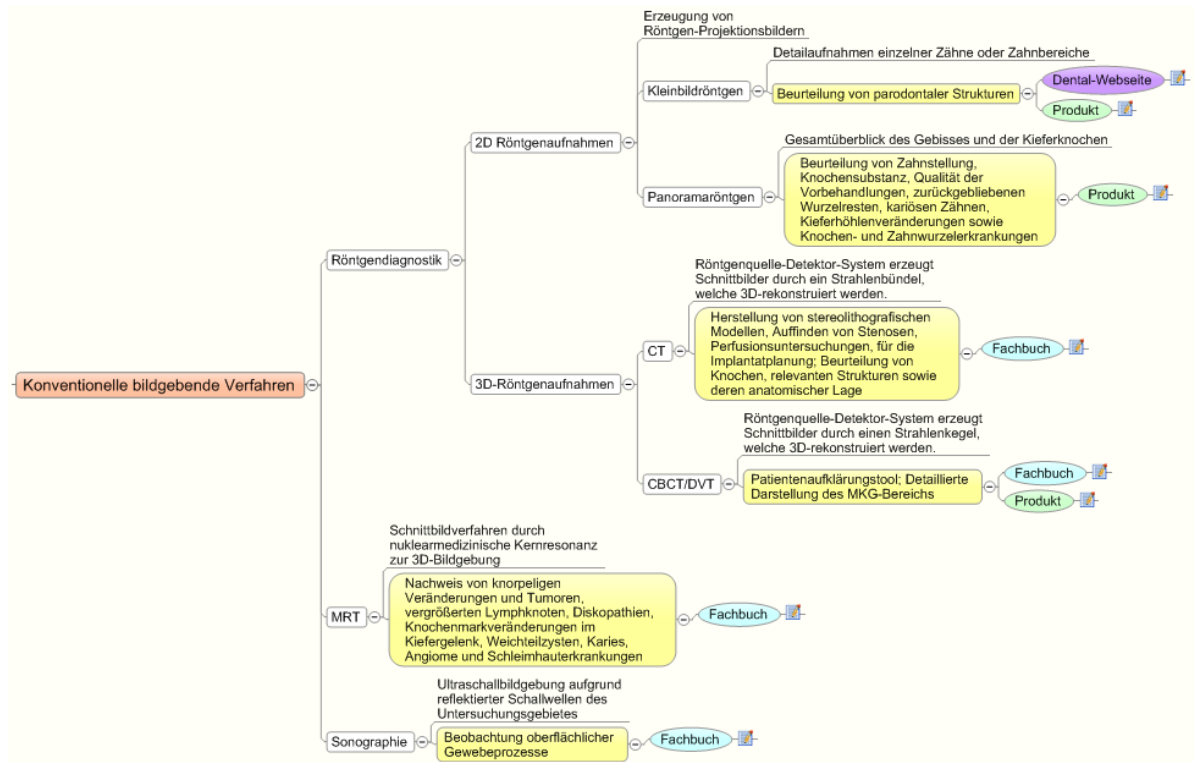 Konventionelle bildgebende Verfahren
Röntgendiagnostik
2D Röntgenaufnahmen
Erzeugung von
Röntgen-Projektionsbildern
Kleinbildröntgen
Detailaufnahmen einzelner Zähne oder Zahnbereiche
Beurteilung von parodontaler Strukturen
Dental-Webseite
Produkt
Panoramaröntgen
Gesamtüberblick des Gebisses und der Kieferknochen
Beurteilung von Zahnstellung,
Knochensubstanz, Qualität der
Vorbehandlungen, zurückgebliebenen
Wurzelresten, kariösen Zähnen,
Kieferhöhlenveränderungen sowie
Knochen- und Zahnwurzelerkrankungen
Produkt
3D-Röntgenaufnahmen
CT
Röntgenquelle-Detektor-System erzeugt
Schnittbilder durch ein Strahlenbündel,
welche 3D-rekonstruiert werden.
Herstellung von stereolithografischen
Modellen, Auffinden von Stenosen,
Perfusionsuntersuchungen, für die
Implantatplanung; Beurteilung von
Knochen, relevanten Strukturen sowie
deren anatomischer Lage
Fachbuch
CBCT/DVT
Röntgenquelle-Detektor-System erzeugt
Schnittbilder durch einen Strahlenkegel,
welche 3D-rekonstruiert werden.
Patientenaufklärungstool; Detaillierte
Darstellung des MKG-Bereichs
Fachbuch
Produkt
MRT
Schnittbildverfahren durch
nuklearmedizinische Kernresonanz
zur 3D-Bildgebung
Nachweis von knorpeligen
Veränderungen und Tumoren,
vergrößerten Lymphknoten, Diskopathien,
Knochenmarkveränderungen im
Kiefergelenk, Weichteilzysten, Karies,
Angiome und Schleimhauterkrankungen
Fachbuch
Sonographie
Ultraschallbildgebung aufgrund
reflektierter Schallwellen des
Untersuchungsgebietes
Beobachtung oberflächlicher
Gewebeprozesse
Fachbuch